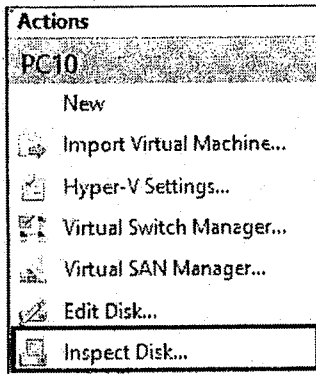 Actions
PC10
New
Import Virtual Machine...
Hyper-V Settings...
Virtual Switch Manager...
Virtual SAN Manager...
Edit Disk...
Inspect Disk...